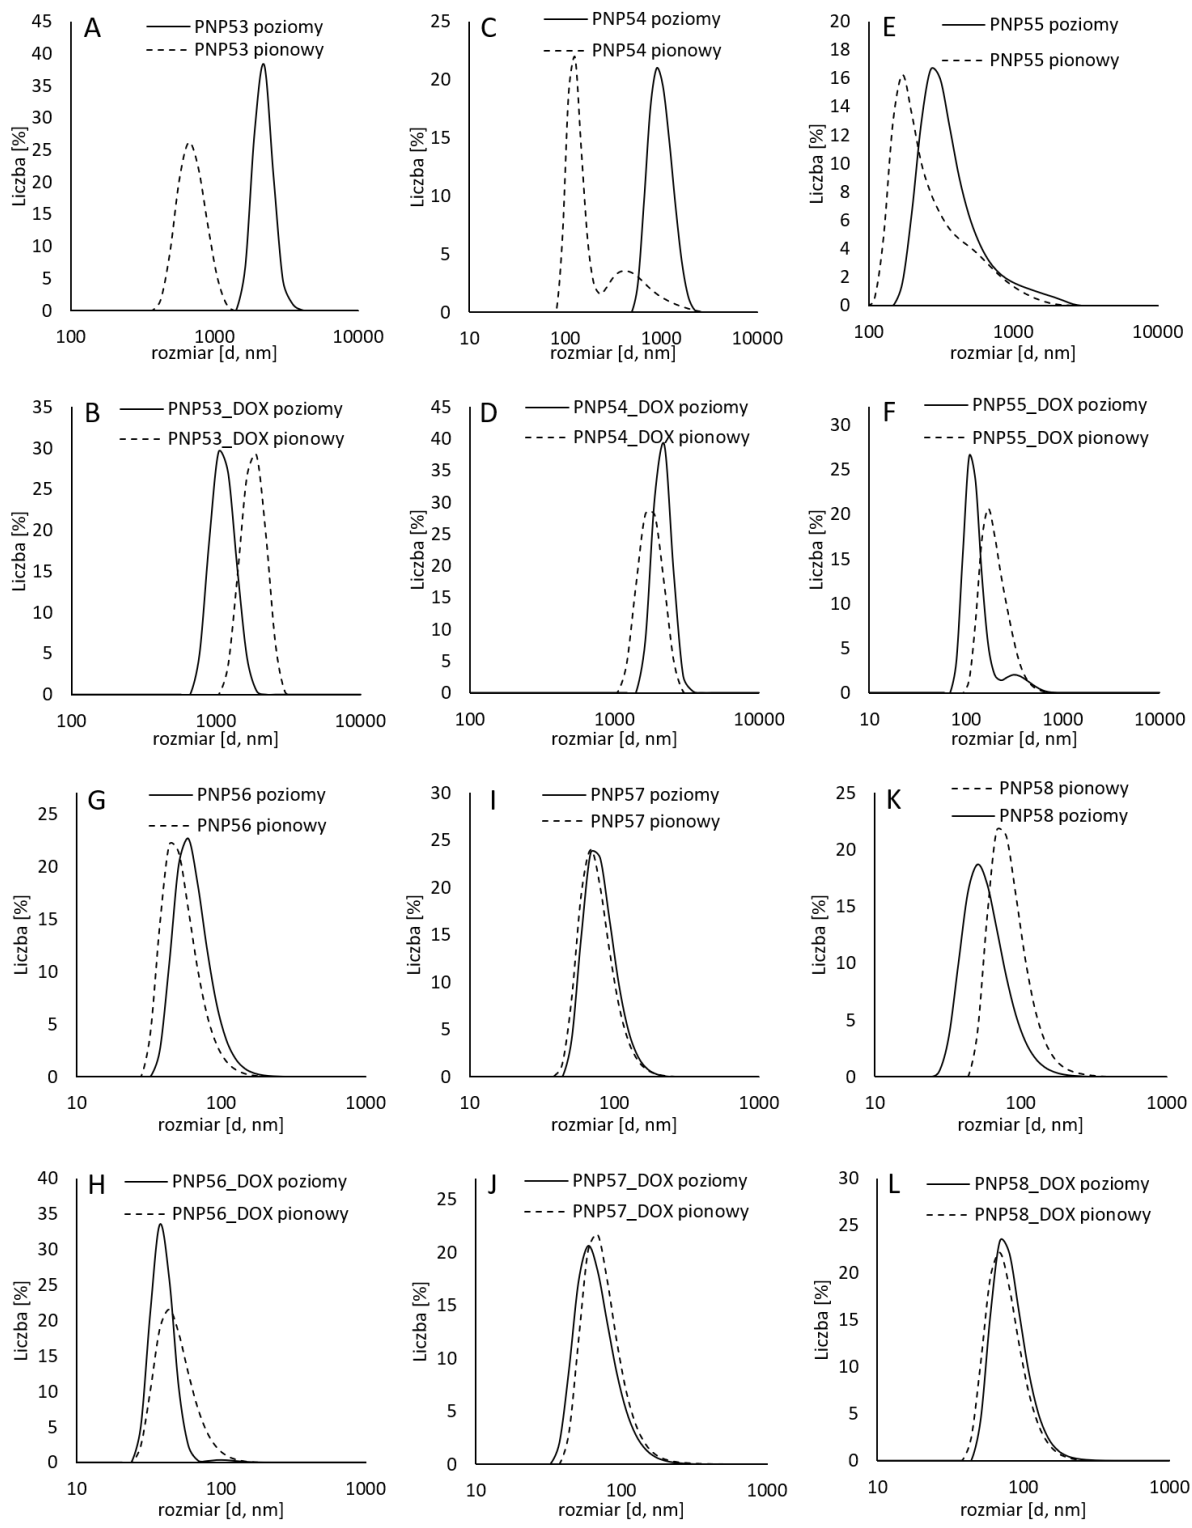 A
PNP53 poziomy
PNP53 pionowy
45
40
35
30
25
20
15
10
5
0
Liczba [%]
100
1000
10000
rozmiar [d, nm]
C
PNP54 poziomy
PNP54 pionowy
25
20
15
10
5
0
Liczba [%]
10
100
1000
10000
rozmiar [d, nm]
E
PNP55 poziomy
PNP55 pionowy
20
18
16
14
12
10
8
6
4
2
0
Liczba [%]
100
1000
10000
rozmiar [d, nm]
B
PNP53_DOX poziomy
PNP53_DOX pionowy
35
30
25
20
15
10
5
0
Liczba [%]
100
1000
10000
rozmiar [d, nm]
D
PNP54_DOX poziomy
PNP54_DOX pionowy
45
40
35
30
25
20
15
10
5
0
Liczba [%]
100
1000
10000
rozmiar [d, nm]
F
PNP55_DOX poziomy
PNP55_DOX pionowy
30
25
20
15
10
5
0
Liczba [%]
10
100
1000
10000
rozmiar [d, nm]
G
PNP56 poziomy
PNP56 pionowy
25
20
15
10
5
0
Liczba [%]
10
100
1000
rozmiar [d, nm]
I
PNP57 poziomy
PNP57 pionowy
30
25
20
15
10
5
0
Liczba [%]
10
100
1000
rozmiar [d, nm]
K
PNP58 pionowy
PNP58 poziomy
25
20
15
10
5
0
Liczba [%]
10
100
1000
rozmiar [d, nm]
H
PNP56_DOX poziomy
PNP56_DOX pionowy
40
35
30
25
20
15
10
5
0
Liczba [%]
10
100
1000
rozmiar [d, nm]
J
PNP57_DOX poziomy
PNP57_DOX pionowy
25
20
15
10
5
0
Liczba [%]
10
100
1000
rozmiar [d, nm]
L
PNP58_DOX poziomy
PNP58_DOX pionowy
30
25
20
15
10
5
0
Liczba [%]
10
100
1000
rozmiar [d, nm]